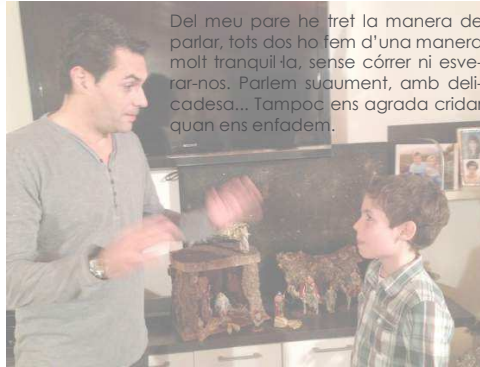 Del meu pare he tret la manera de
parlar, tots dos ho fem d'una manera
molt tranquil·la, sense córrer ni esve-
rar-nos. Parlem suaument, amb deli-
cadesa... Tampoc ens agrada cridar
quan ens enfadem.